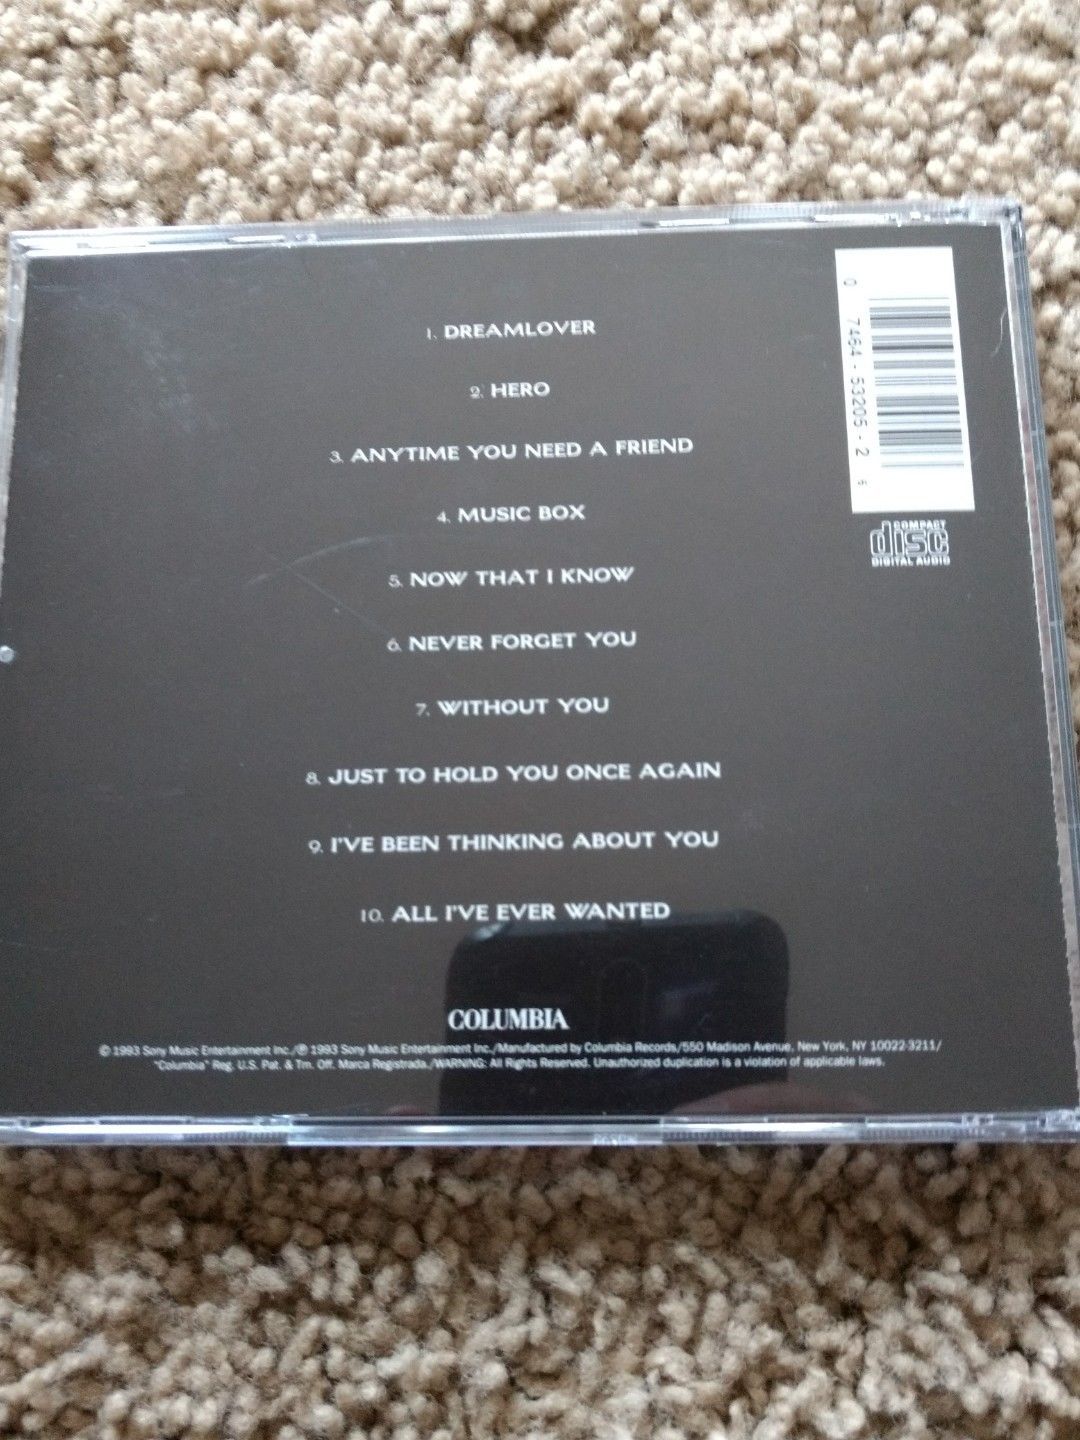 1. DREAMLOVER
2. HERO
3. ANYTIME YOU NEED A FRIEND
4. MUSIC BOX
5. NOW THAT I KNOW
6. NEVER FORGET YOU
7. WITHOUT YOU
8. JUST TO HOLD YOU ONCE AGAIN
9. I'VE BEEN THINKING ABOUT YOU
10. ALL I'VE EVER WANTED
0 7464-53205-2 6
COMPACT
disc
DIGITAL AUDIO
COLUMBIA
© 1993 Sony Music Entertainment Inc./℗ 1993 Sony Music Entertainment Inc./Manufactured by Columbia Records/550 Madison Avenue, New York, NY 10022-3211/
"Columbia" Reg. U.S. Pat. & Tm. Off. Marca Registrada./WARNING: All Rights Reserved. Unauthorized duplication is a violation of applicable laws.